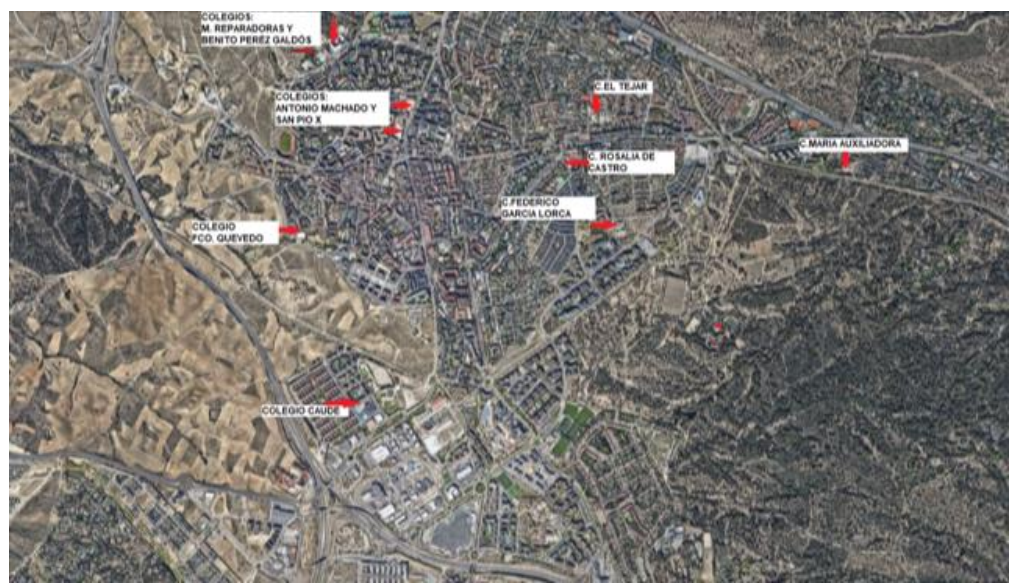 COLEGIOS:
M. REPARADORAS Y
BENITO PEREZ GALDÓS
COLEGIOS:
ANTONIO MACHADO Y
SAN PIO X
C.EL TEJAR
C.MARIA AUXILIADORA
C. ROSALIA DE
CASTRO
C.FEDERICO
GARCIA LORCA
COLEGIO
FCO. QUEVEDO
COLEGIO CAUDE